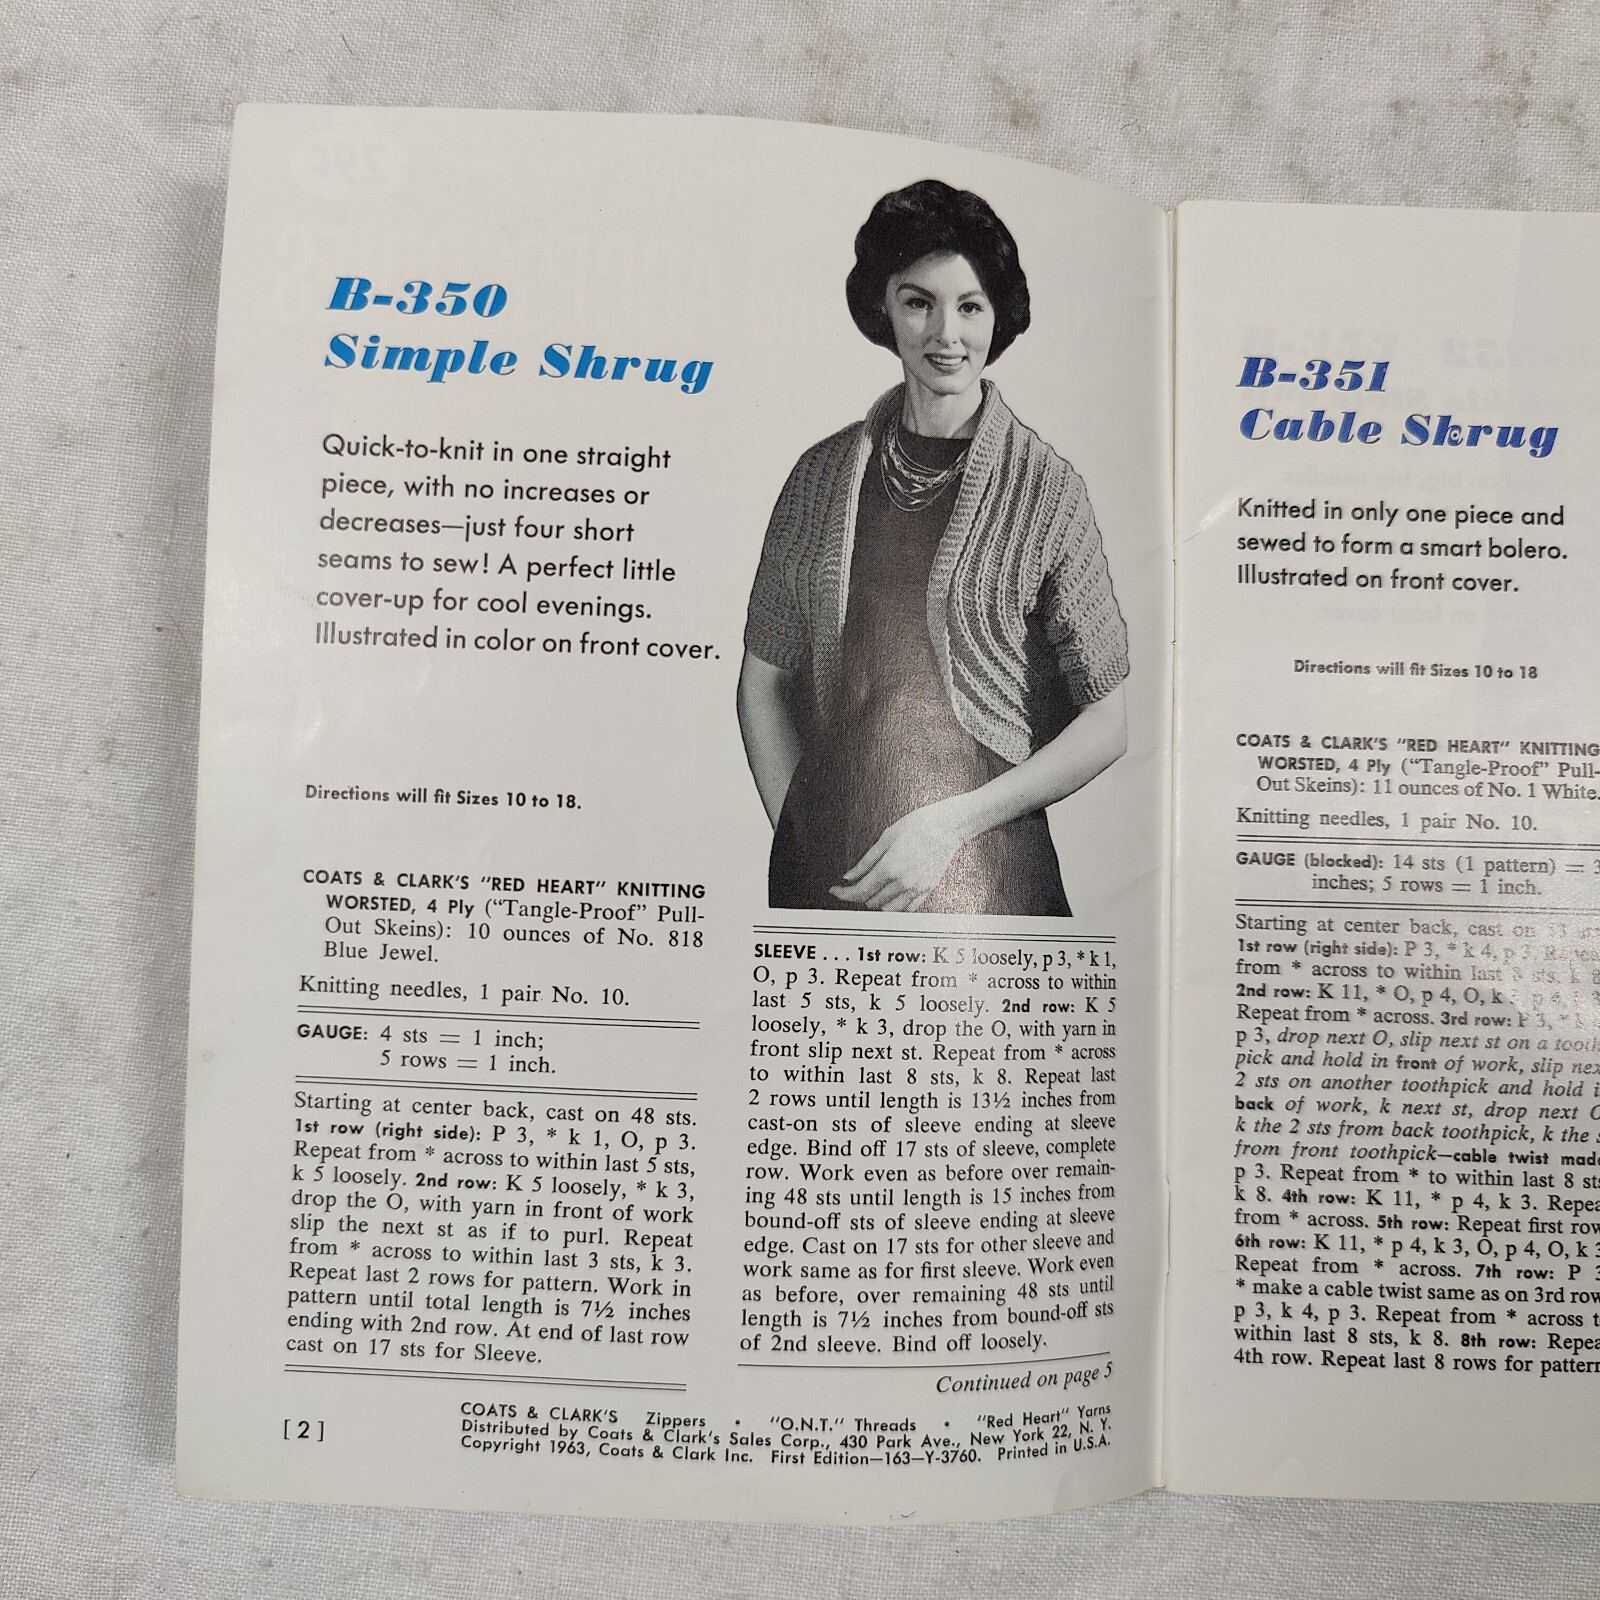 B-350
Simple Shrug
Quick-to-knit in one straight
piece, with no increases or
decreases—just four short
seams to sew! A perfect little
cover-up for cool evenings.
Illustrated in color on front cover.
Directions will fit Sizes 10 to 18.
COATS & CLARK'S "RED HEART" KNITTING
WORSTED, 4 Ply ("Tangle-Proof" Pull-
Out Skeins): 10 ounces of No. 818
Blue Jewel.
Knitting needles, 1 pair No. 10.
GAUGE: 4 sts = 1 inch;
5 rows = 1 inch.
Starting at center back, cast on 48 sts.
1st row (right side): P 3, * k 1, O, p 3.
Repeat from * across to within last 5 sts,
k 5 loosely. 2nd row: K 5 loosely, * k 3,
drop the O, with yarn in front of work
slip the next st as if to purl. Repeat
from * across to within last 3 sts, k 3.
Repeat last 2 rows for pattern. Work in
pattern until total length is 7½ inches
ending with 2nd row. At end of last row
cast on 17 sts for Sleeve.
SLEEVE . . . 1st row: K 5 loosely, p 3, * k 1,
O, p 3. Repeat from * across to within
last 5 sts, k 5 loosely. 2nd row: K 5
loosely, * k 3, drop the O, with yarn in
front slip next st. Repeat from * across
to within last 8 sts, k 8. Repeat last
2 rows until length is 13½ inches from
cast-on sts of sleeve ending at sleeve
edge. Bind off 17 sts of sleeve, complete
row. Work even as before over remain-
ing 48 sts until length is 15 inches from
bound-off sts of sleeve ending at sleeve
edge. Cast on 17 sts for other sleeve and
work same as for first sleeve. Work even
as before, over remaining 48 sts until
length is 7½ inches from bound-off sts
of 2nd sleeve. Bind off loosely.
Continued on page 5
[ 2 ]
COATS & CLARK'S Zippers • "O.N.T." Threads • "Red Heart" Yarns
Distributed by Coats & Clark's Sales Corp., 430 Park Ave., New York 22, N. Y.
Copyright 1963, Coats & Clark Inc. First Edition—163—Y-3760. Printed in U.S.A.
B-351
Cable Shrug
Knitted in only one piece and
sewed to form a smart bolero.
Illustrated on front cover.
Directions will fit Sizes 10 to 18
COATS & CLARK'S "RED HEART" KNITTING
WORSTED, 4 Ply ("Tangle-Proof" Pull-
Out Skeins): 11 ounces of No. 1 White.
Knitting needles, 1 pair No. 10.
GAUGE (blocked): 14 sts (1 pattern) = 3
inches; 5 rows = 1 inch.
Starting at center back, cast on
1st row (right side): P 3, * k 4, p 3.
from * across to within last 8 sts, k 8
2nd row: K 11, * O, p 4, O, k
Repeat from * across. 3rd row: P 3, *
p 3, drop next O, slip next st on a tooth-
pick and hold in front of work, slip
2 sts on another toothpick and hold
back of work, k next st, drop next O
k the 2 sts from back toothpick, k the
from front toothpick—cable twist made
p 3. Repeat from * to within last 8 sts
k 8. 4th row: K 11, * p 4, k 3.
from * across. 5th row: Repeat first row
6th row: K 11, * p 4, k 3, O, p 4, O, k 3
Repeat from * across. 7th row: P 3
* make a cable twist same as on 3rd row
p 3, k 4, p 3. Repeat from * across
within last 8 sts, k 8. 8th row:
4th row. Repeat last 8 rows for pattern